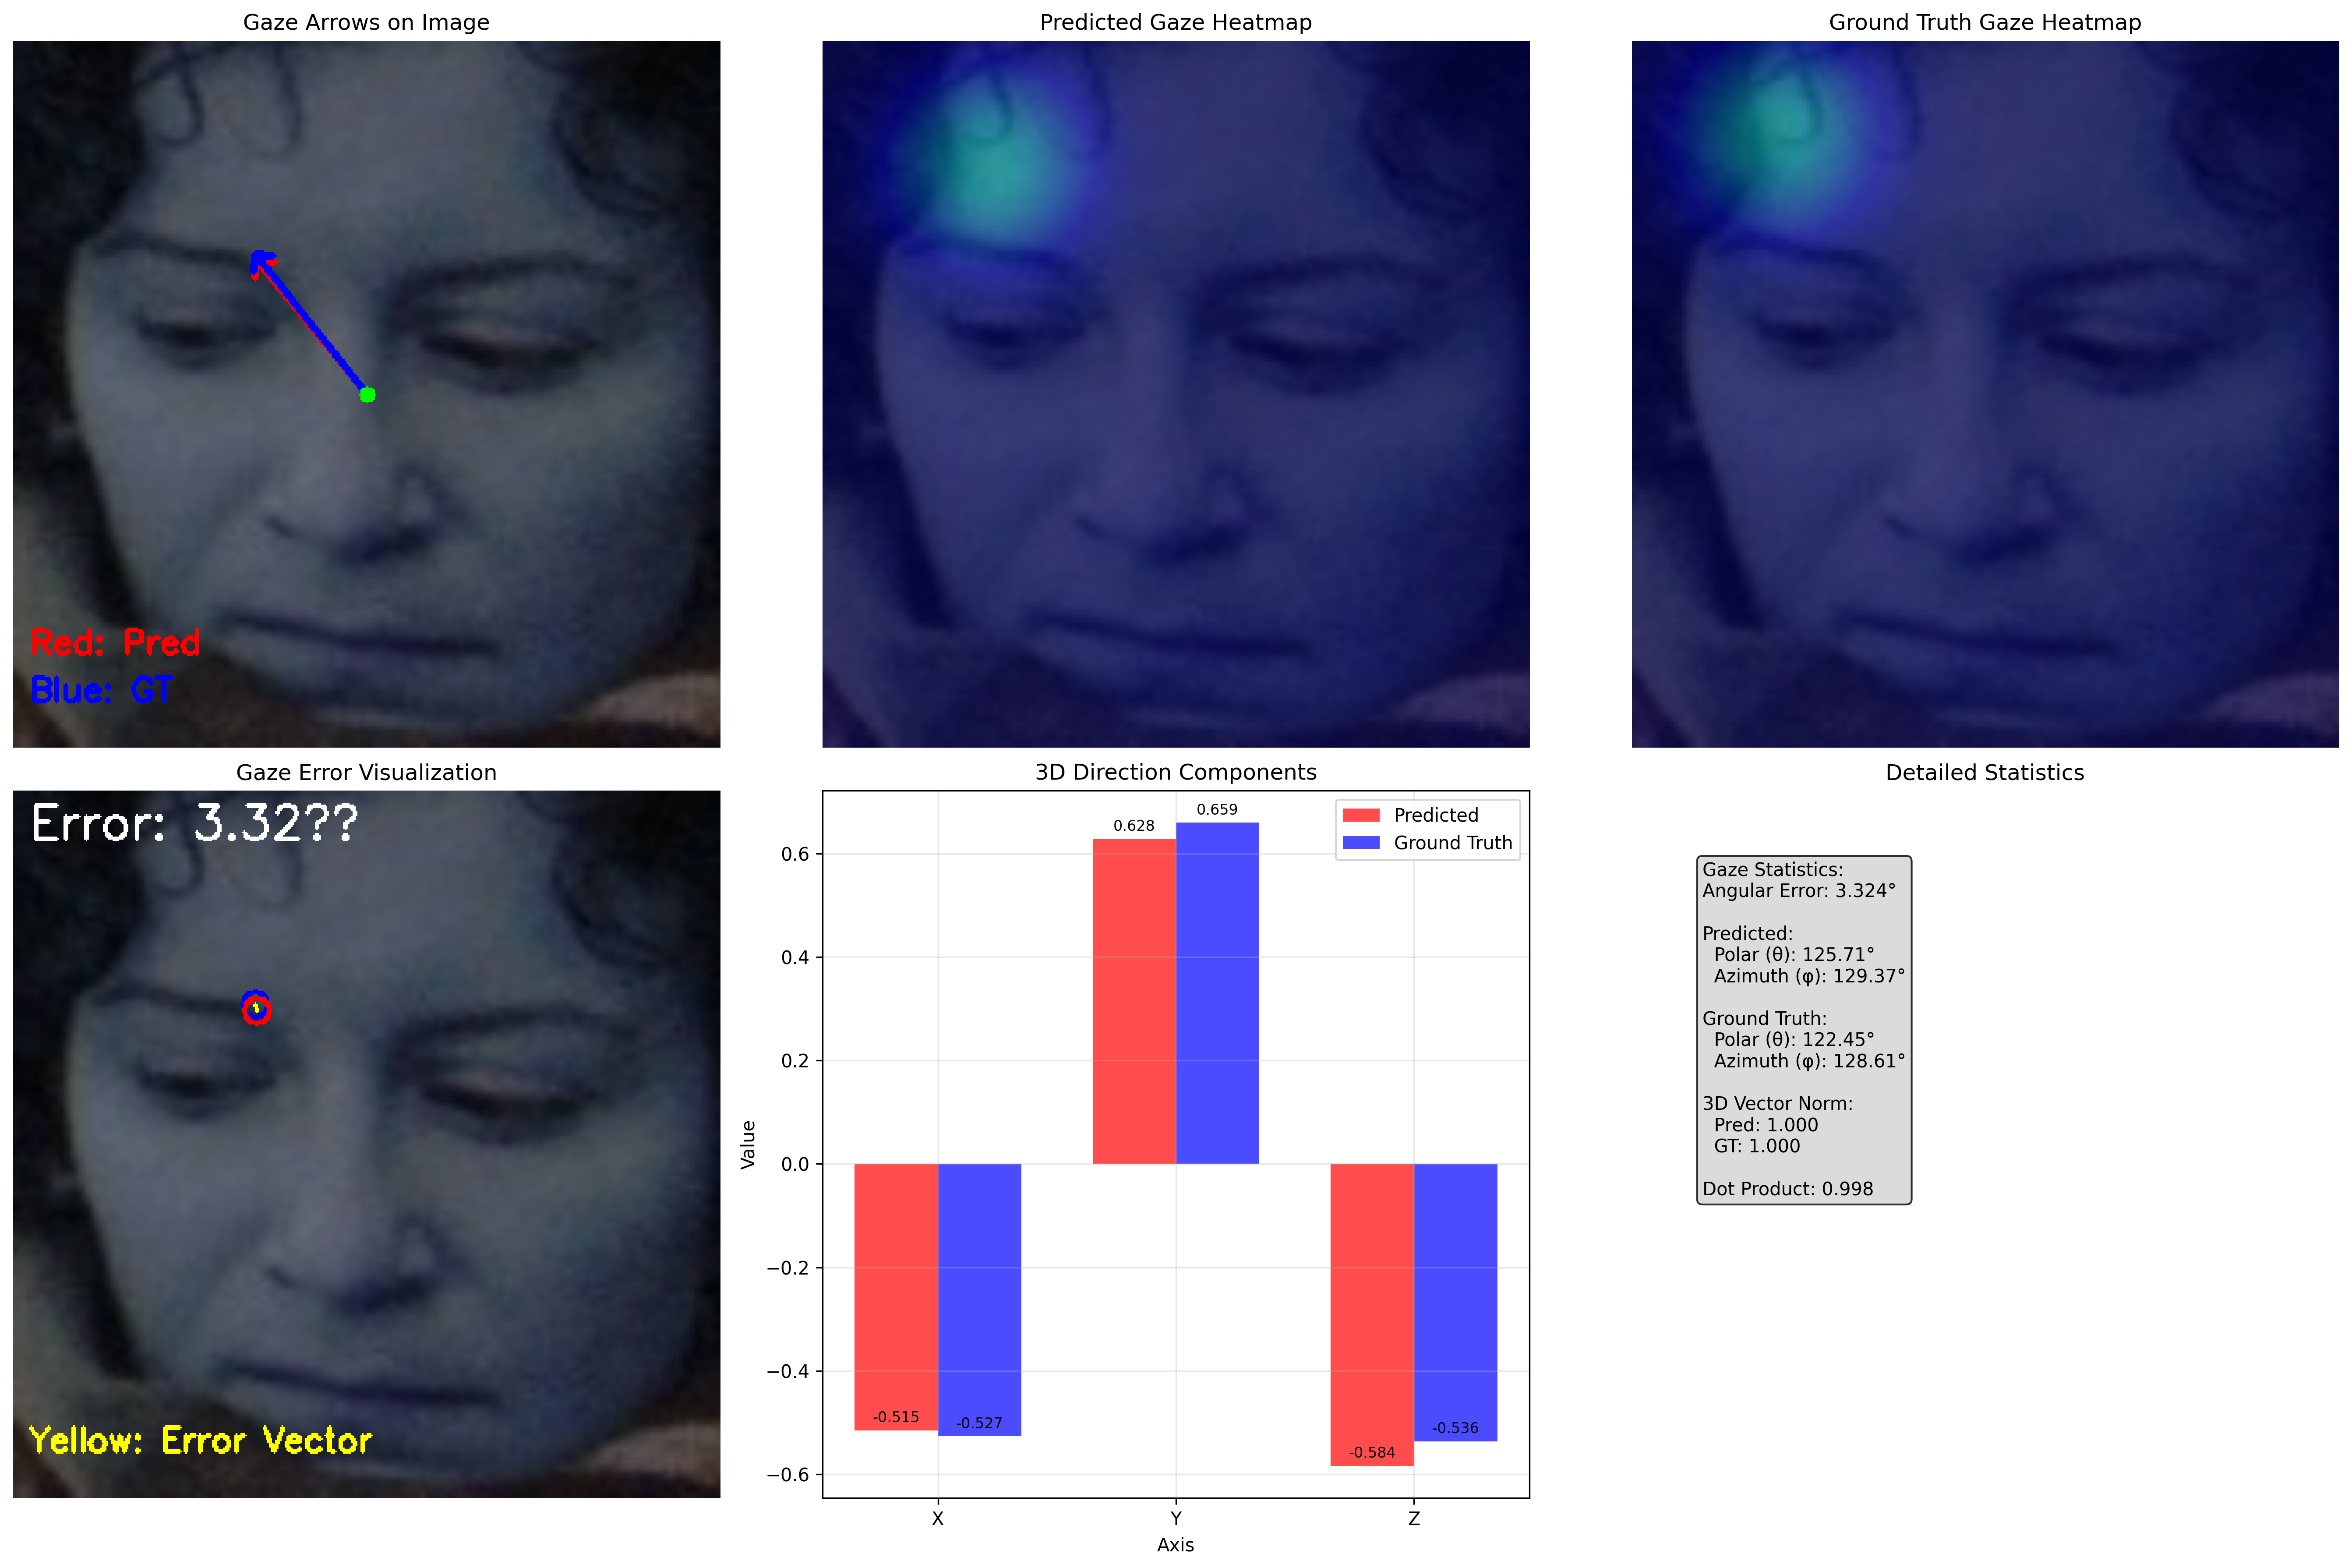 Gaze Arrows on Image
Red: Pred
Blue: GT
Predicted Gaze Heatmap
Ground Truth Gaze Heatmap
Gaze Error Visualization
Error: 3.32??
Yellow: Error Vector
3D Direction Components
Predicted
Ground Truth
0.628
0.659
-0.515
-0.527
-0.584
-0.536
0.6
0.4
0.2
0.0
−0.2
−0.4
−0.6
Value
X Y Z
Axis
Detailed Statistics
Gaze Statistics:
Angular Error: 3.324°
Predicted:
Polar (θ): 125.71°
Azimuth (φ): 129.37°
Ground Truth:
Polar (θ): 122.45°
Azimuth (φ): 128.61°
3D Vector Norm:
Pred: 1.000
GT: 1.000
Dot Product: 0.998